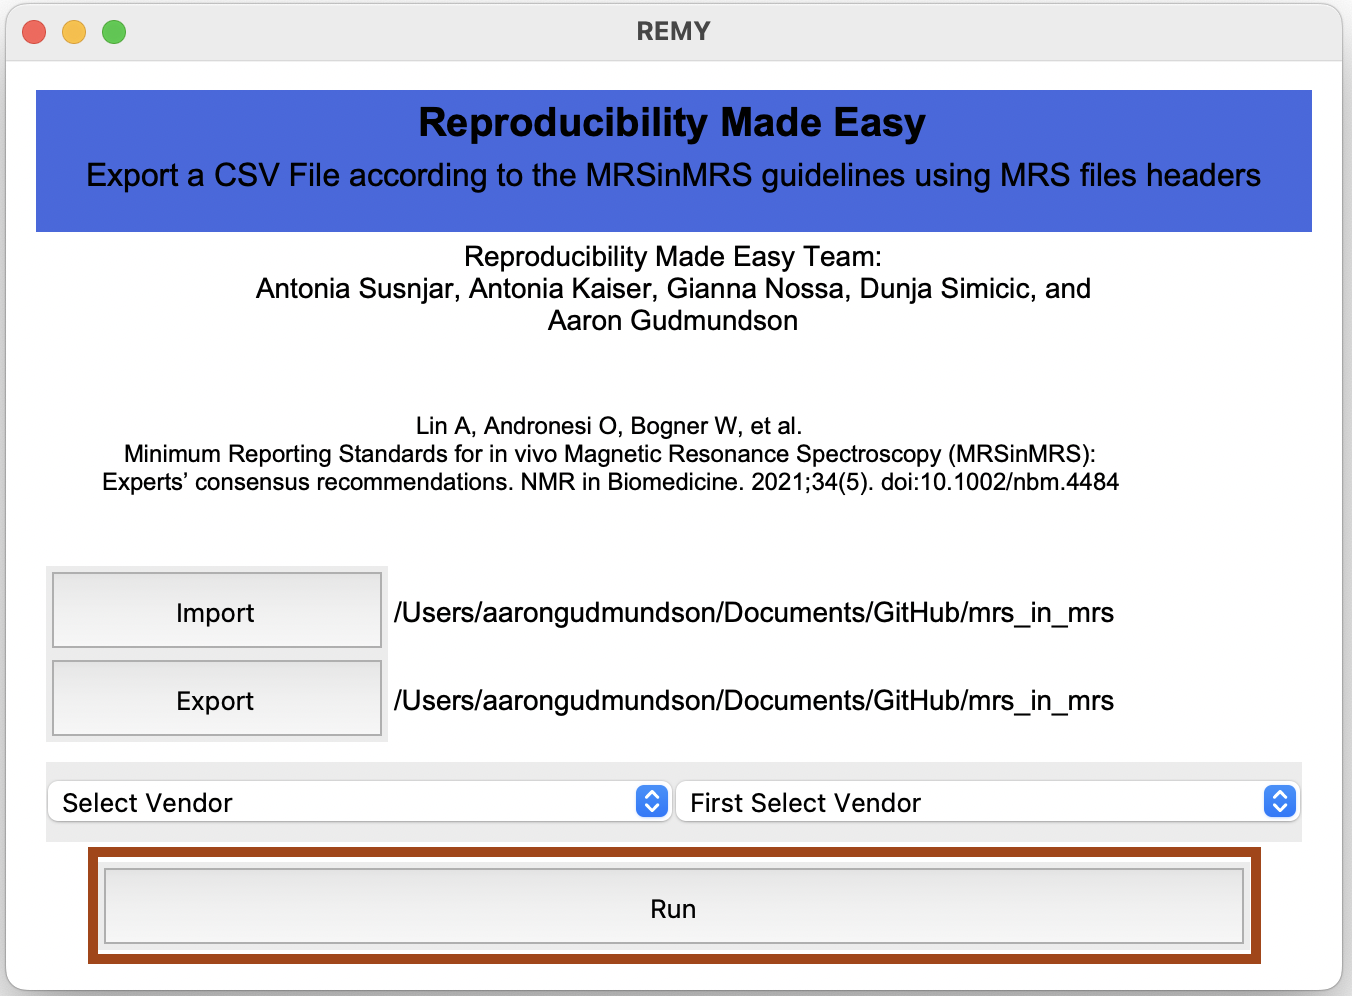 REMY
Reproducibility Made Easy
Export a CSV File according to the MRSinMRS guidelines using MRS files headers
Reproducibility Made Easy Team:
Antonia Susnjar, Antonia Kaiser, Gianna Nossa, Dunja Simicic, and
Aaron Gudmundson
Lin A, Andronesi O, Bogner W, et al.
Minimum Reporting Standards for in vivo Magnetic Resonance Spectroscopy (MRSinMRS):
Experts’ consensus recommendations. NMR in Biomedicine. 2021;34(5). doi:10.1002/nbm.4484
Import /Users/aarongudmundson/Documents/GitHub/mrs_in_mrs
Export /Users/aarongudmundson/Documents/GitHub/mrs_in_mrs
Select Vendor First Select Vendor
Run